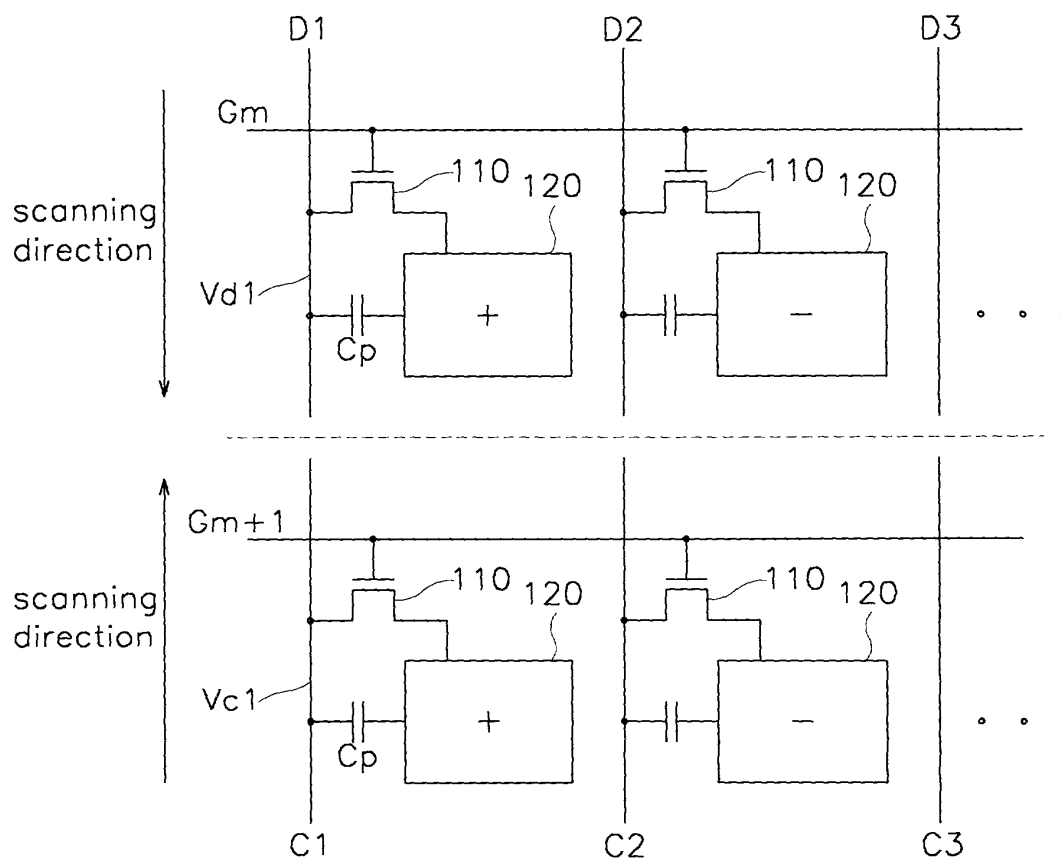 D1 D2 D3
Gm
110 110
120 120
scanning
direction
Vd1
+ −
Cp
Gm+1
110 110
120 120
scanning
direction
Vc1
+ −
Cp
C1 C2 C3